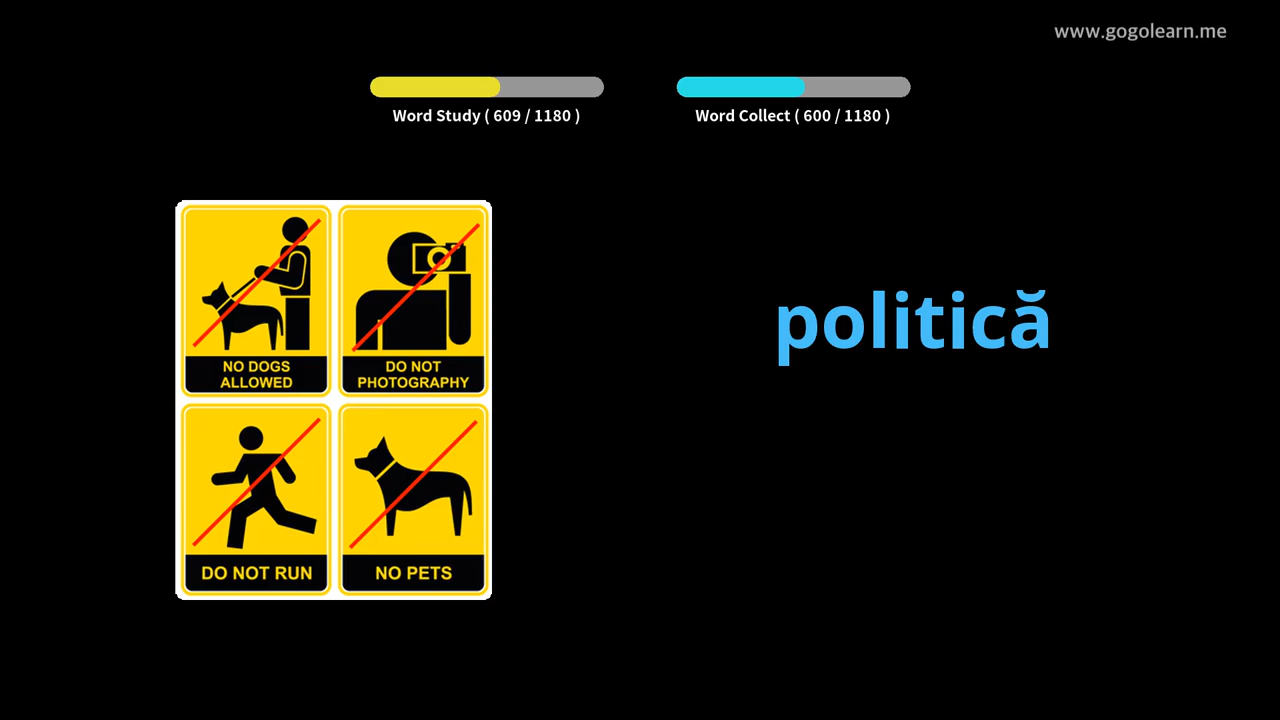 www.gogolearn.me
Word Study ( 609 / 1180 )
Word Collect ( 600 / 1180 )
NO DOGS
ALLOWED
DO NOT
PHOTOGRAPHY
politică
DO NOT RUN
NO PETS